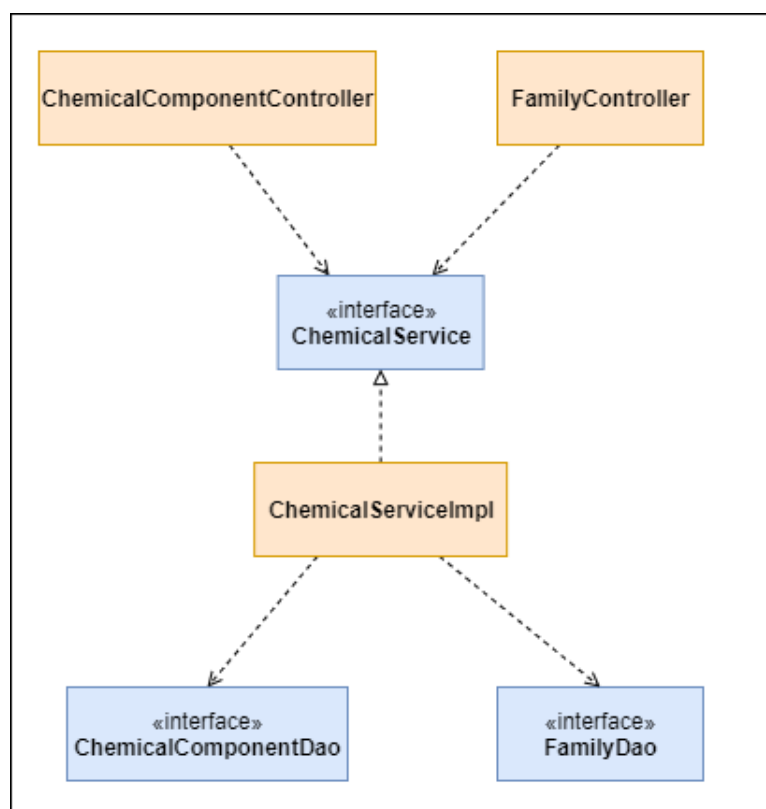 ChemicalComponentController
FamilyController
«interface»
ChemicalService
ChemicalServiceImpl
«interface»
ChemicalComponentDao
«interface»
FamilyDao